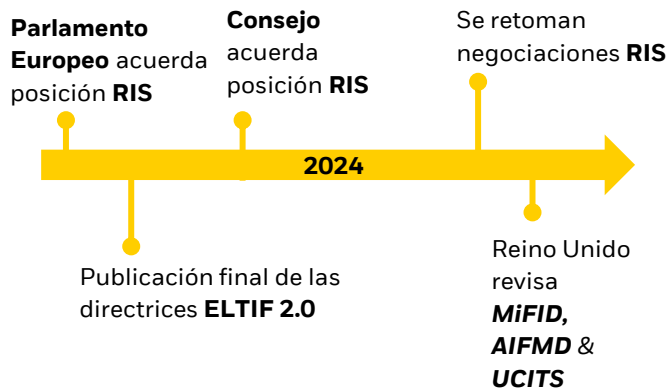 Parlamento
Europeo acuerda
posición RIS
Consejo
acuerda
posición RIS
Se retoman
negociaciones RIS
2024
Publicación final de las
directrices ELTIF 2.0
Reino Unido
revisa
MiFID,
AIFMD &
UCITS